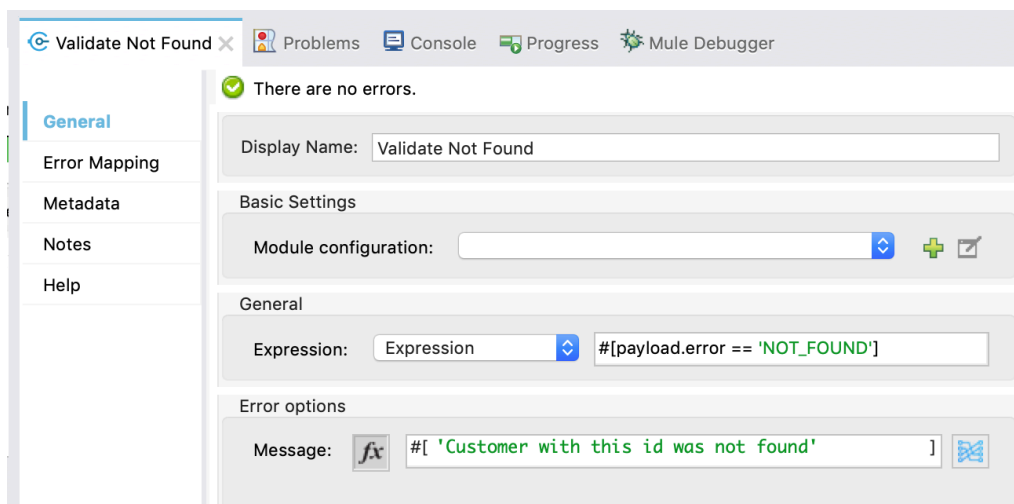 Validate Not Found Problems Console Progress Mule Debugger
There are no errors.
General
Display Name: Validate Not Found
Error Mapping
Metadata
Basic Settings
Notes
Module configuration:
Help
General
Expression: Expression #[payload.error == 'NOT_FOUND']
Error options
Message: fx #[ 'Customer with this id was not found' ]